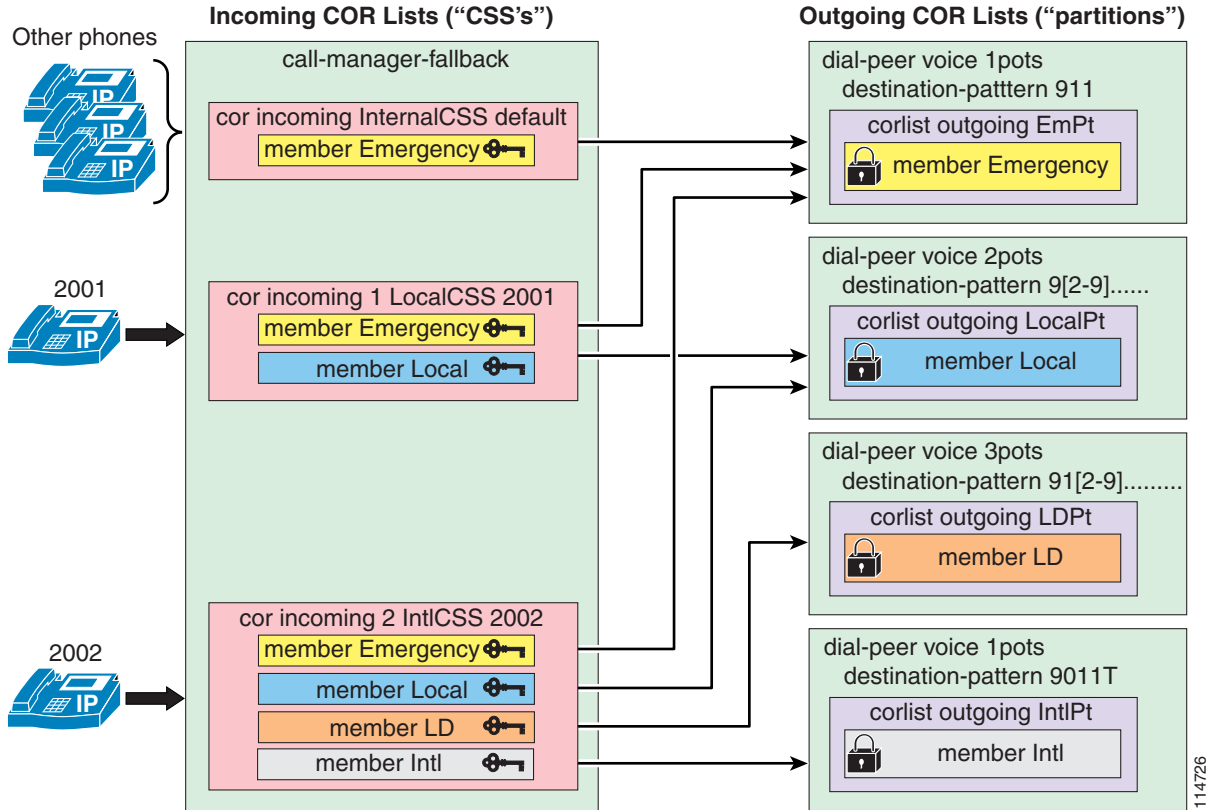 Incoming COR Lists ("CSS's")
Outgoing COR Lists ("partitions")
Other phones
IP
IP
IP
call-manager-fallback
cor incoming InternalCSS default
member Emergency
2001
IP
cor incoming 1 LocalCSS 2001
member Emergency
member Local
2002
IP
cor incoming 2 IntlCSS 2002
member Emergency
member Local
member LD
member Intl
dial-peer voice 1pots
destination-patttern 911
corlist outgoing EmPt
member Emergency
dial-peer voice 2pots
destination-pattern 9[2-9]......
corlist outgoing LocalPt
member Local
dial-peer voice 3pots
destination-pattern 91[2-9].........
corlist outgoing LDPt
member LD
dial-peer voice 1pots
destination-pattern 9011T
corlist outgoing IntlPt
member Intl
114726